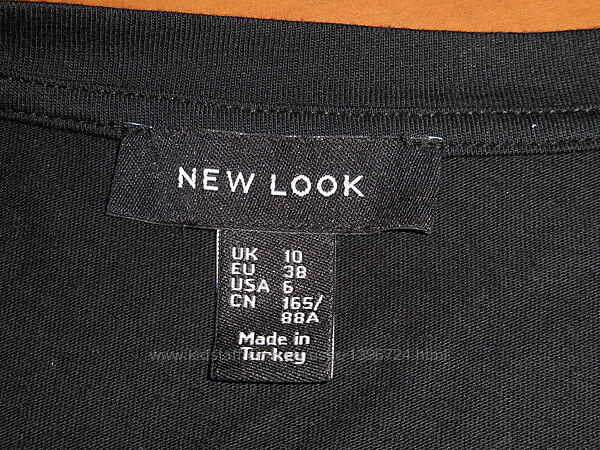 NEW LOOK
UK 10
EU 38
USA 6
CN 165/
88A
Made in
Turkey